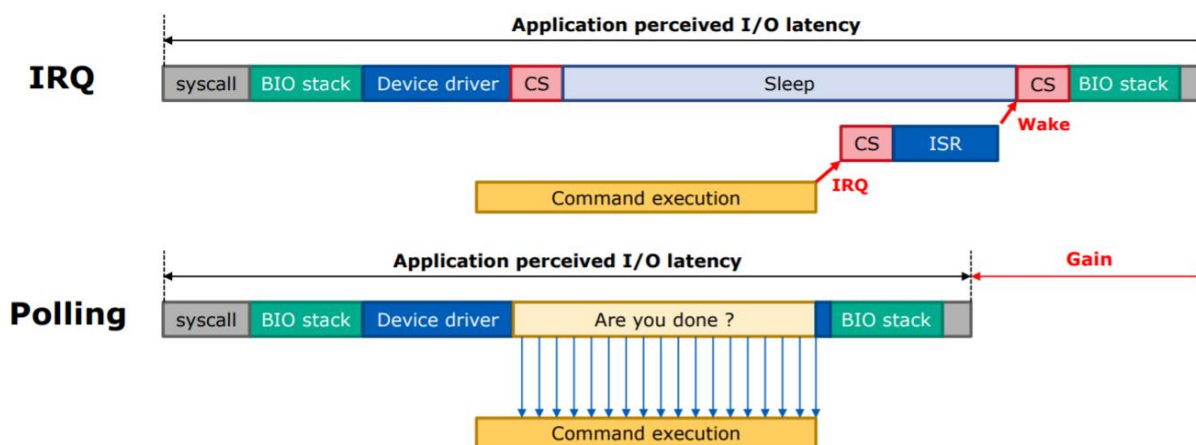 Application perceived I/O latency
IRQ
syscall BIO stack Device driver CS Sleep CS BIO stack
Wake
CS ISR
IRQ
Command execution
Application perceived I/O latency Gain
Polling
syscall BIO stack Device driver Are you done ? BIO stack
Command execution